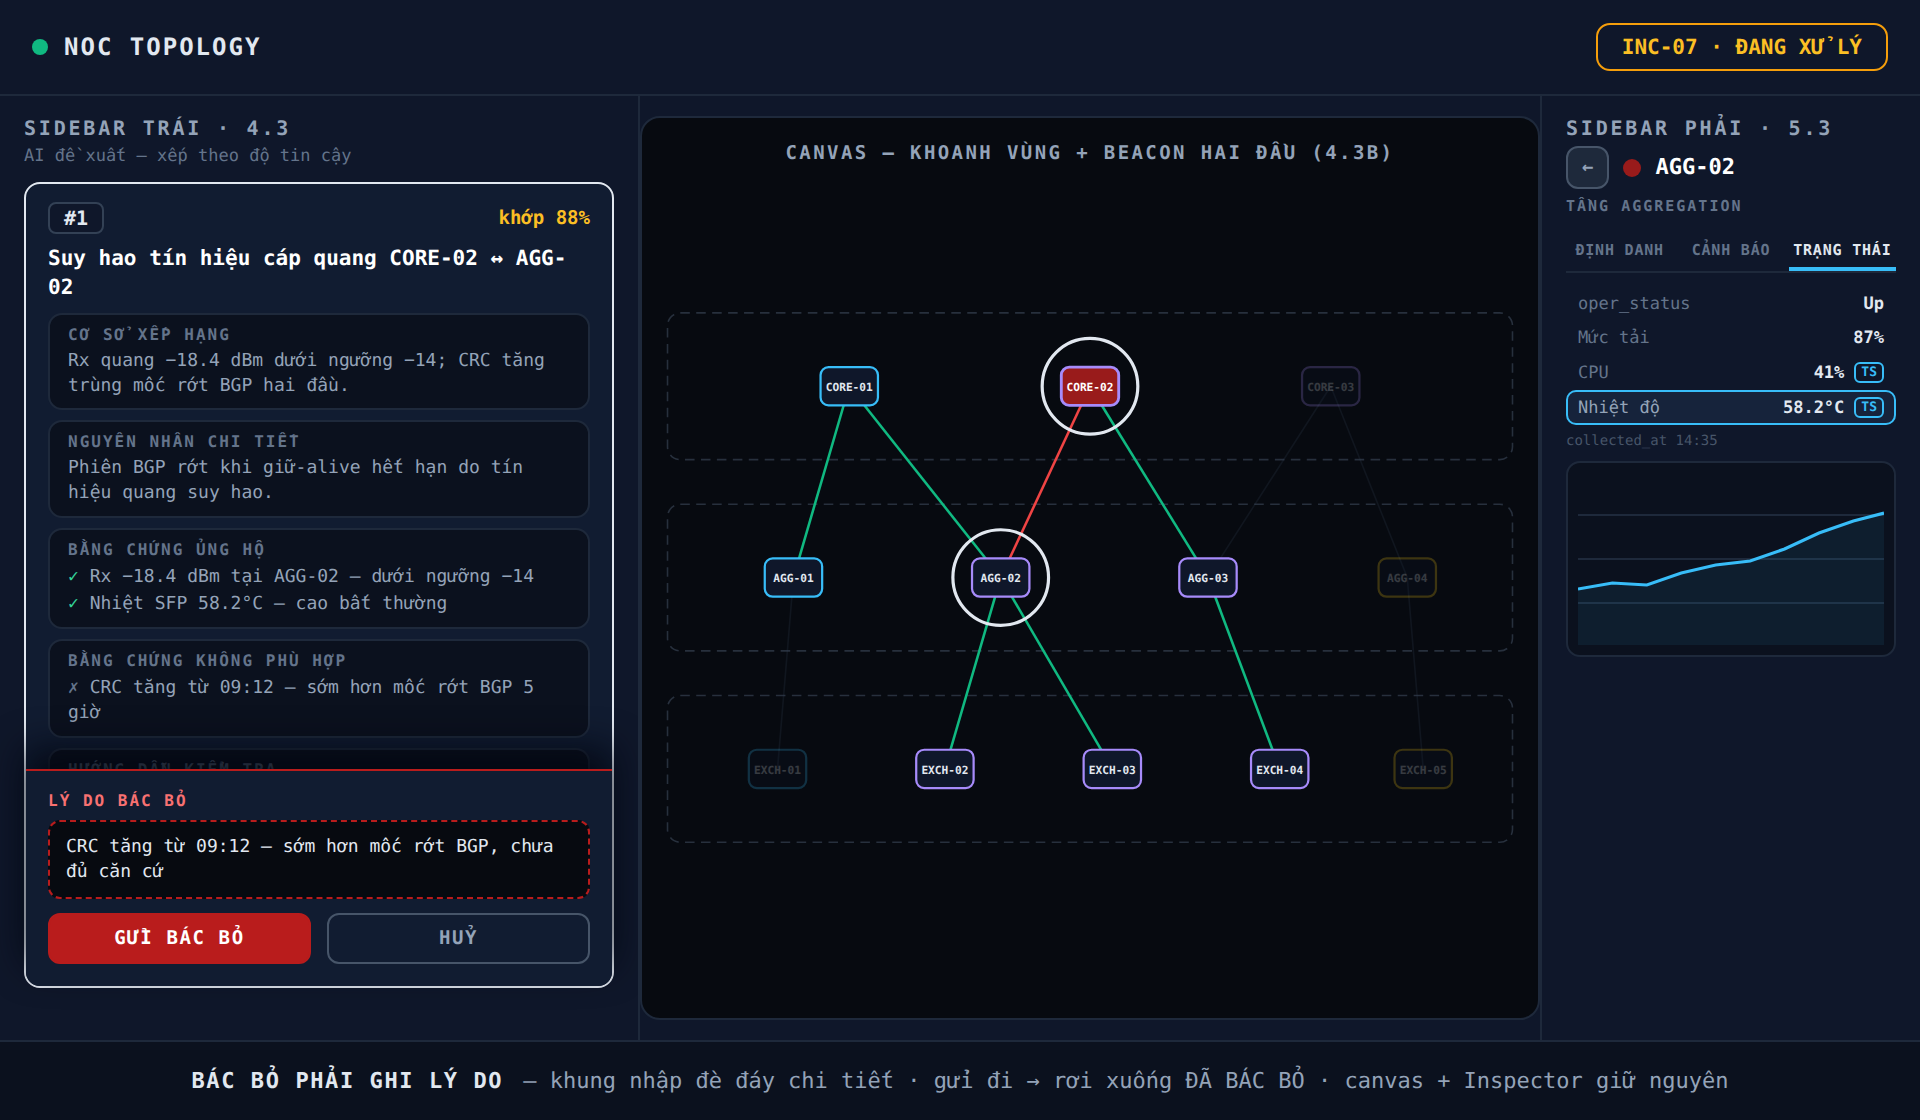 NOC TOPOLOGY
INC-07 · ĐANG XỬ LÝ
SIDEBAR TRÁI · 4.3
AI đề xuất — xếp theo độ tin cậy
#1
khớp 88%
Suy hao tín hiệu cáp quang CORE-02 ↔ AGG-
02
CƠ SỞ XẾP HẠNG
Rx quang −18.4 dBm dưới ngưỡng −14; CRC tăng
trùng mốc rớt BGP hai đầu.
NGUYÊN NHÂN CHI TIẾT
Phiên BGP rớt khi giữ-alive hết hạn do tín
hiệu quang suy hao.
BẰNG CHỨNG ỦNG HỘ
✓ Rx −18.4 dBm tại AGG-02 — dưới ngưỡng −14
✓ Nhiệt SFP 58.2°C — cao bất thường
BẰNG CHỨNG KHÔNG PHÙ HỢP
✗ CRC tăng từ 09:12 — sớm hơn mốc rớt BGP 5
giờ
HƯỚNG DẪN KIỂM TRA
LÝ DO BÁC BỎ
CRC tăng từ 09:12 — sớm hơn mốc rớt BGP, chưa
đủ căn cứ
GỬI BÁC BỎ
HUỶ
CANVAS — KHOANH VÙNG + BEACON HAI ĐẦU (4.3B)
CORE-01
CORE-02
CORE-03
AGG-01
AGG-02
AGG-03
AGG-04
EXCH-01
EXCH-02
EXCH-03
EXCH-04
EXCH-05
SIDEBAR PHẢI · 5.3
← AGG-02
TẦNG AGGREGATION
ĐỊNH DANH
CẢNH BÁO
TRẠNG THÁI
oper_status Up
Mức tải 87%
CPU 41% TS
Nhiệt độ 58.2°C TS
collected_at 14:35
BÁC BỎ PHẢI GHI LÝ DO — khung nhập đè đáy chi tiết · gửi đi → rơi xuống ĐÃ BÁC BỎ · canvas + Inspector giữ nguyên